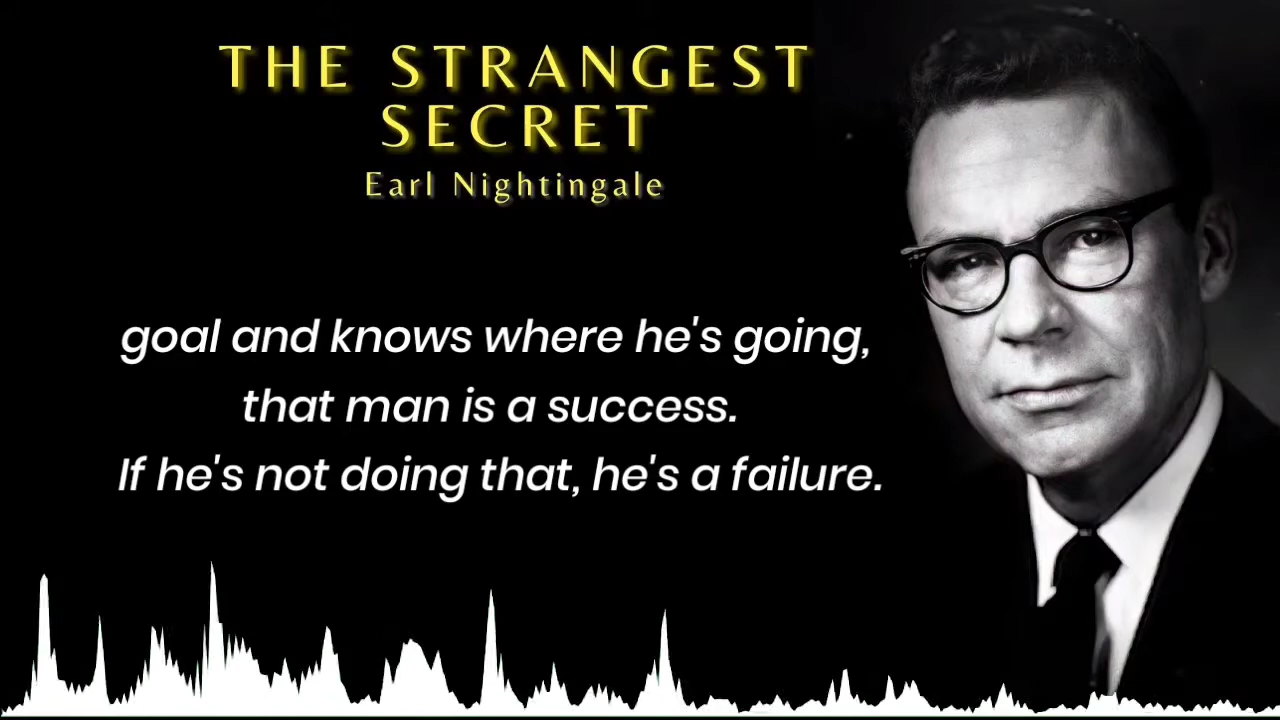 THE STRANGEST
SECRET
Earl Nightingale
goal and knows where he's going,
that man is a success.
If he's not doing that, he's a failure.